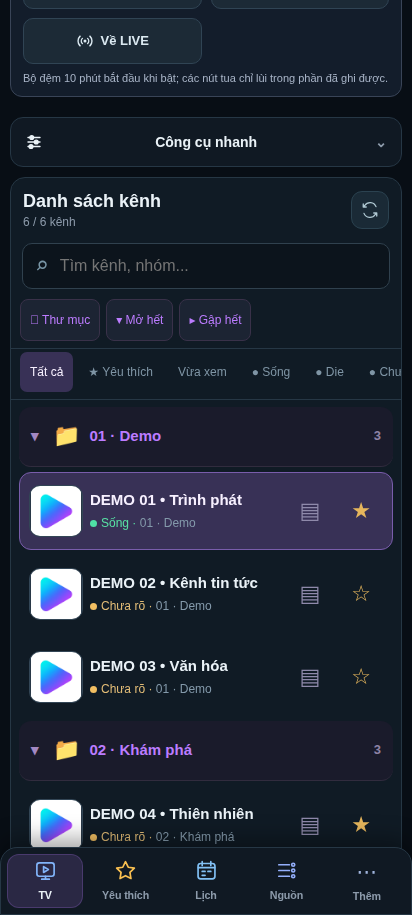 Về LIVE
Bộ đệm 10 phút bắt đầu khi bật; các nút tua chỉ lùi trong phần đã ghi được.
Công cụ nhanh
Danh sách kênh
6 / 6 kênh
Tìm kênh, nhóm...
Thư mục ▾ Mở hết ▸ Gập hết
Tất cả ★ Yêu thích Vừa xem ● Sống ● Die ● Chu
▼ 📁 01 · Demo 3
DEMO 01 • Trình phát
Sống · 01 · Demo
DEMO 02 • Kênh tin tức
Chưa rõ · 01 · Demo
DEMO 03 • Văn hóa
Chưa rõ · 01 · Demo
▼ 📁 02 · Khám phá 3
DEMO 04 • Thiên nhiên
Chưa rõ · 02 · Khám phá
TV Yêu thích Lịch Nguồn Thêm